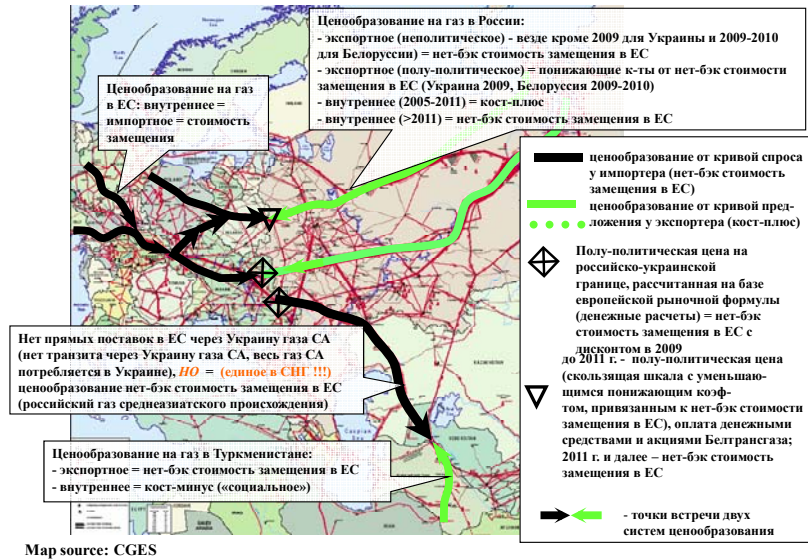 Ценообразование на газ в России:
- экспортное (неполитическое) - везде кроме 2009 для Украины и 2009-2010
для Белоруссии) = нет-бэк стоимость замещения в ЕС
- экспортное (полу-политическое) = понижающие к-ты от нет-бэк стоимости
замещения в ЕС (Украина 2009, Белоруссия 2009-2010)
- внутреннее (2005-2011) = кост-плюс
- внутреннее (>2011) = нет-бэк стоимость замещения в ЕС
Ценообразование на газ
в ЕС: внутреннее =
импортное = стоимость
замещения
ценообразование от кривой спроса
у импортера (нет-бэк стоимость
замещения в ЕС)
ценообразование от кривой пред-
ложения у экспортера (кост-плюс)
Полу-политическая цена на
российско-украинской
границе, рассчитанная на базе
европейской рыночной формулы
(денежные расчеты) = нет-бэк
стоимость замещения в ЕС с
дисконтом в 2009
до 2011 г. - полу-политическая цена
(скользящая шкала с уменьшаю-
щимся понижающим коэф-
том, привязанным к нет-бэк стоимости
замещения в ЕС), оплата денежными
средствами и акциями Белтрансгаза;
2011 г. и далее – нет-бэк стоимость
замещения в ЕС
- точки встречи двух
систем ценообразования
Нет прямых поставок в ЕС через Украину газа СА
(нет транзита через Украину газа СА, весь газ СА
потребляется в Украине), НО = (единое в СНГ !!!)
ценообразование нет-бэк стоимость замещения в ЕС
(российский газ среднеазиатского происхождения)
Ценообразование на газ в Туркменистане:
- экспортное = нет-бэк стоимость замещения в ЕС
- внутреннее = кост-минус («социальное»)
Caspian
Sea
KAZAKHSTAN
IRAN
Map source: CGES